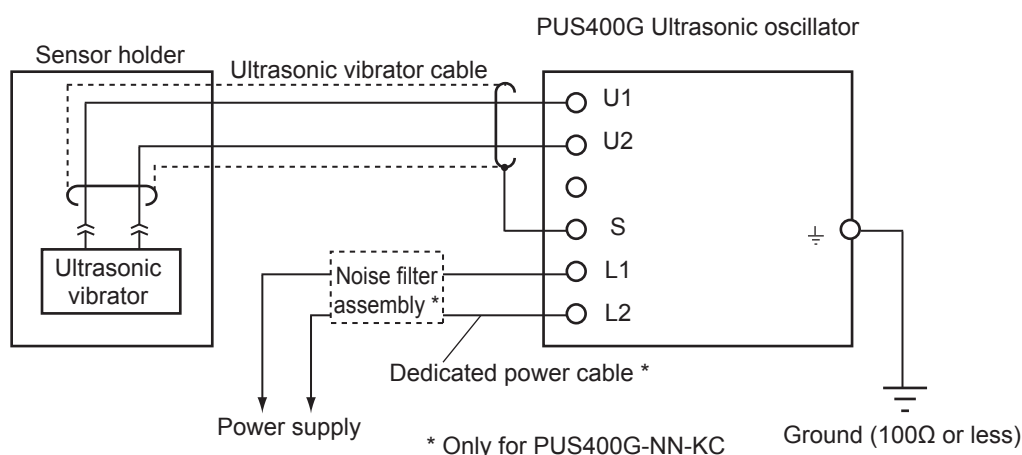 PUS400G Ultrasonic oscillator
Sensor holder
Ultrasonic vibrator cable
U1
U2
S
L1
L2
Ultrasonic
vibrator
Noise filter
assembly *
Dedicated power cable *
Power supply
* Only for PUS400G-NN-KC
Ground (100Ω or less)